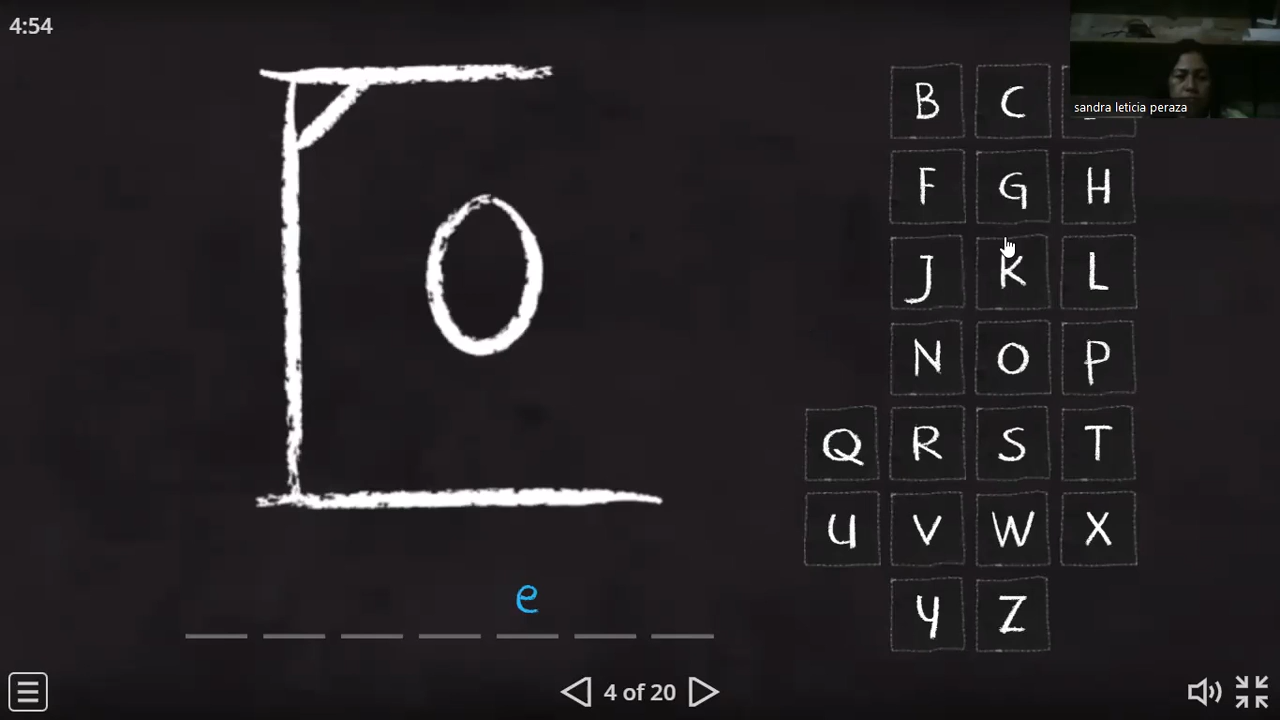 4:54
B C
sandra leticia peraza
F G H
J K L
N O P
Q R S T
U V W X
Y Z
e
4 of 20